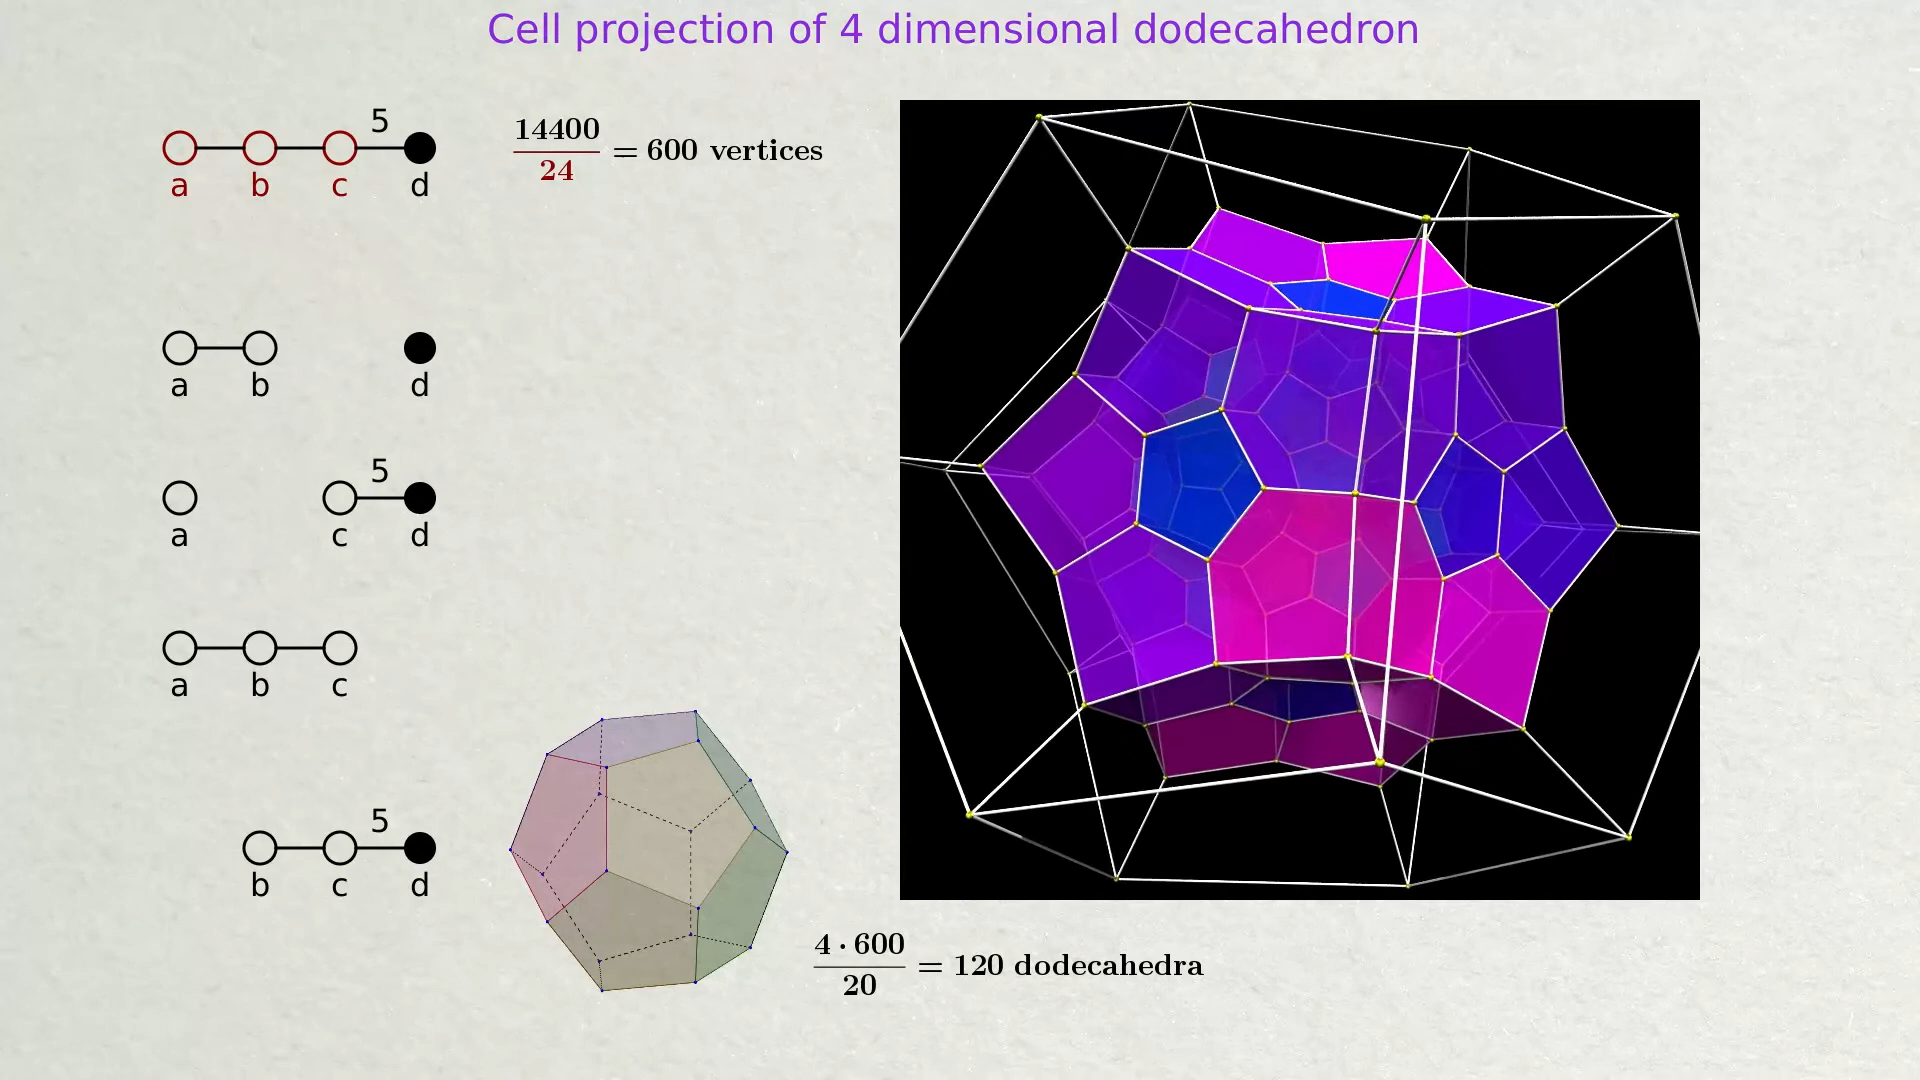 Cell projection of 4 dimensional dodecahedron
5
a b c d
14400
24
= 600 vertices
a b d
5
a c d
a b c
5
b c d
4 · 600
20
= 120 dodecahedra